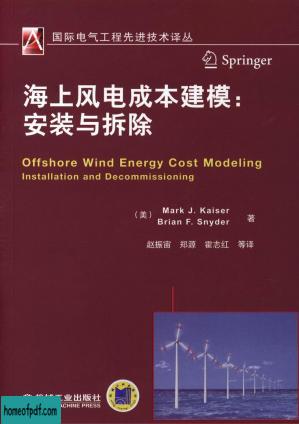 国际电气工程先进技术译丛
Springer
海上风电成本建模:
安装与拆除
Offshore Wind Energy Cost Modeling
Installation and Decommissioning
(美) Mark J. Kaiser
Brian F. Snyder 著
赵振宙 郑源 霍志红 等译
机械工业出版社
MACHINE PRESS
homeofpdf.com